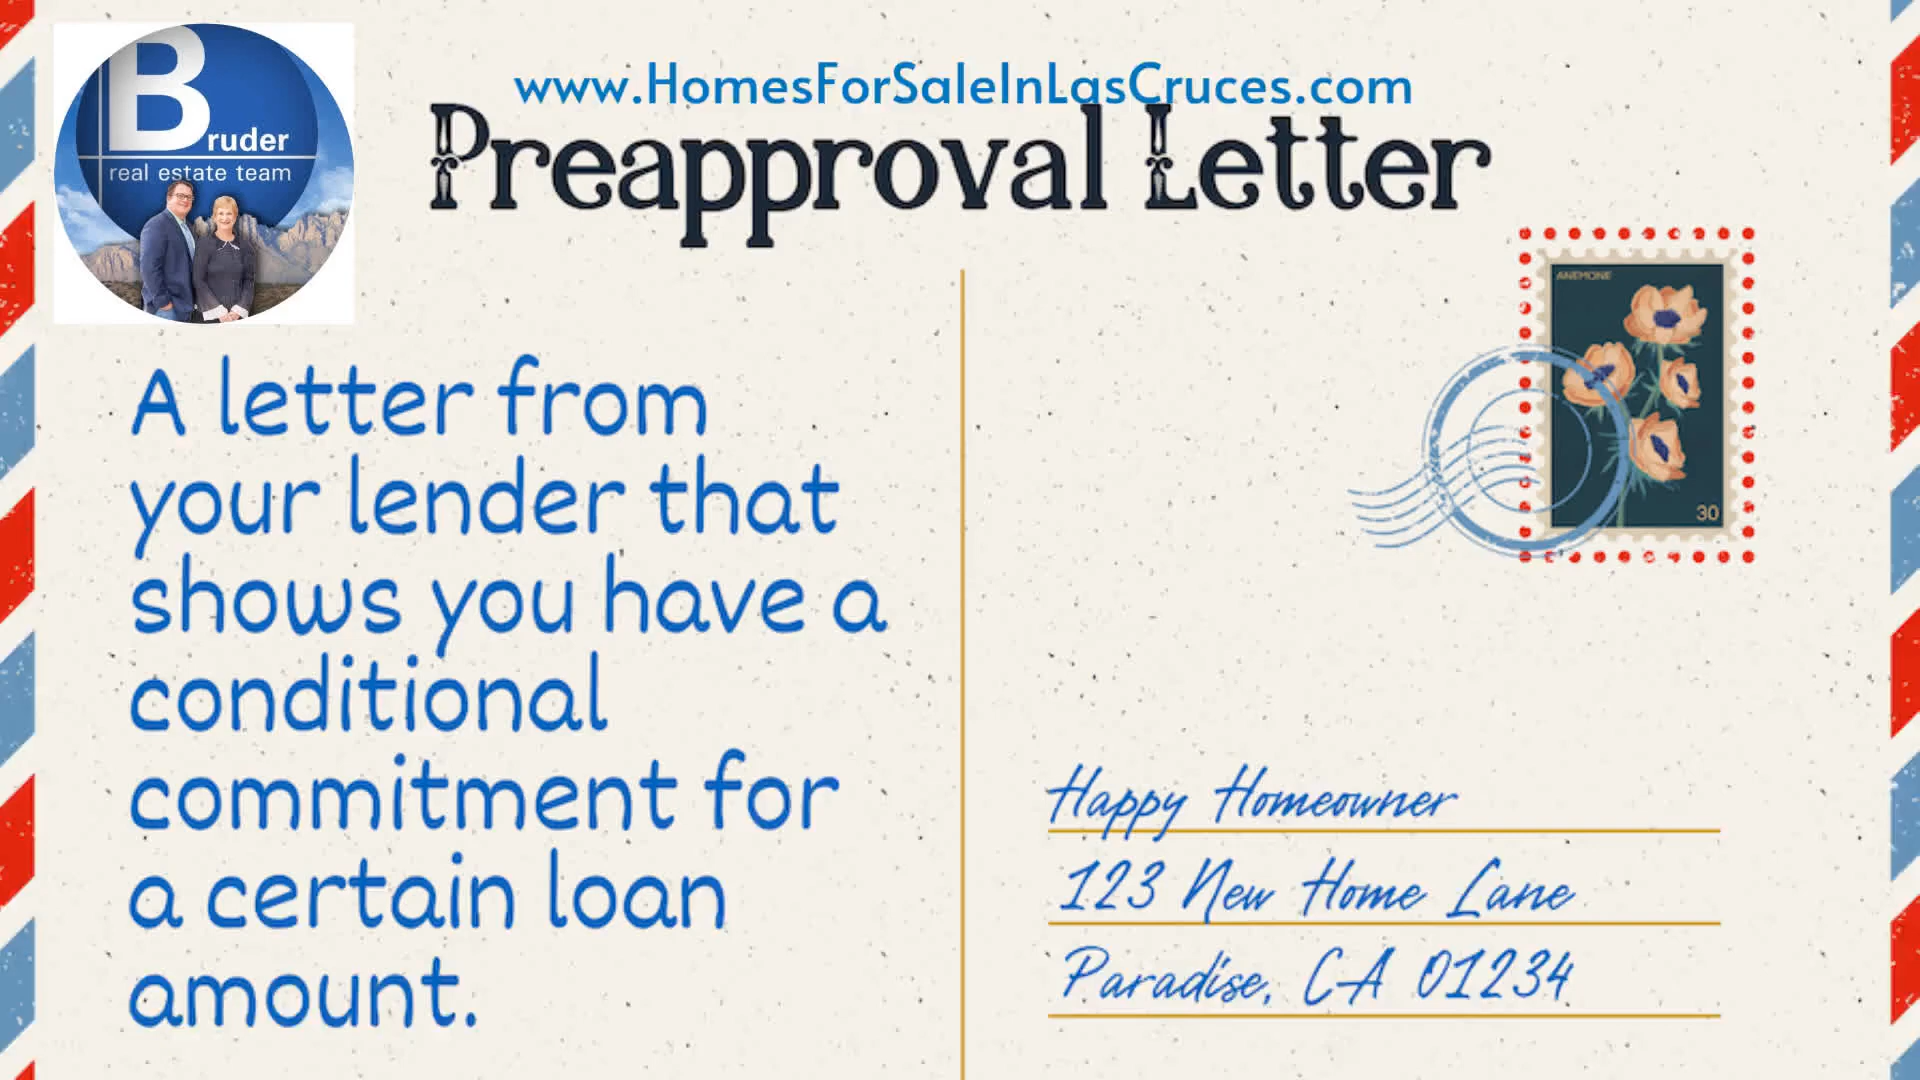 Bruder
real estate team
www.HomesForSaleInLasCruces.com
Preapproval Letter
A letter from
your lender that
shows you have a
conditional
commitment for
a certain loan
amount.
ANEMONE
30
Happy Homeowner
123 New Home Lane
Paradise, CA 01234